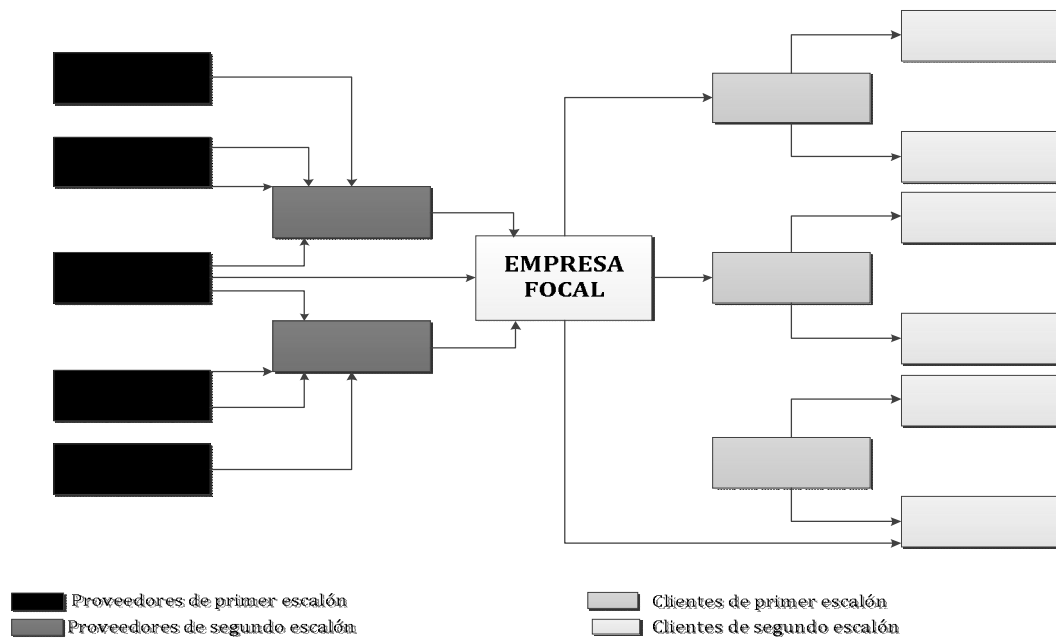 EMPRESA
FOCAL
Proveedores de primer escalón
Proveedores de segundo escalón
Clientes de primer escalón
Clientes de segundo escalón